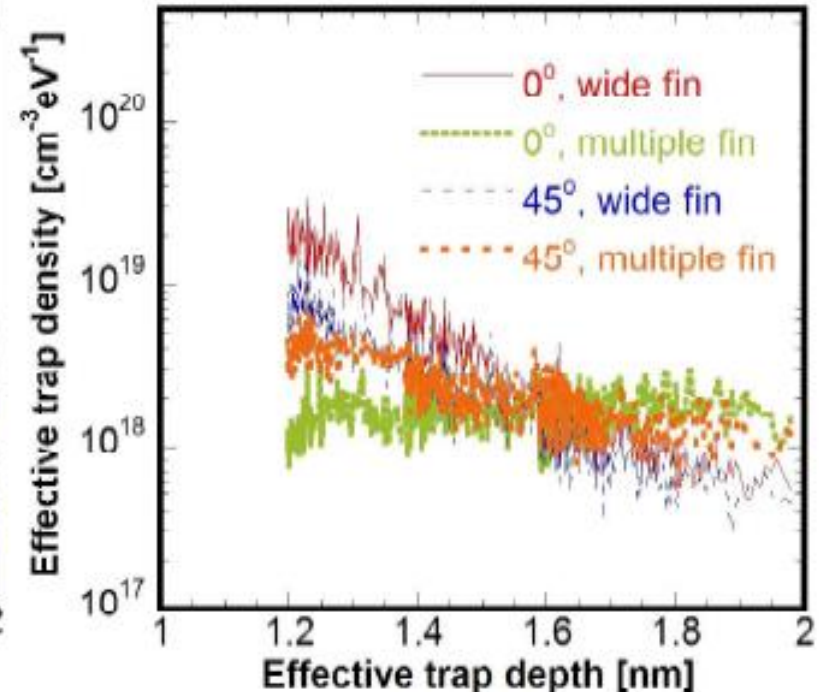 Effective trap density [cm⁻³eV⁻¹]
10²⁰
10¹⁹
10¹⁸
10¹⁷
0°, wide fin
0°, multiple fin
45°, wide fin
45°, multiple fin
1 1.2 1.4 1.6 1.8 2
Effective trap depth [nm]